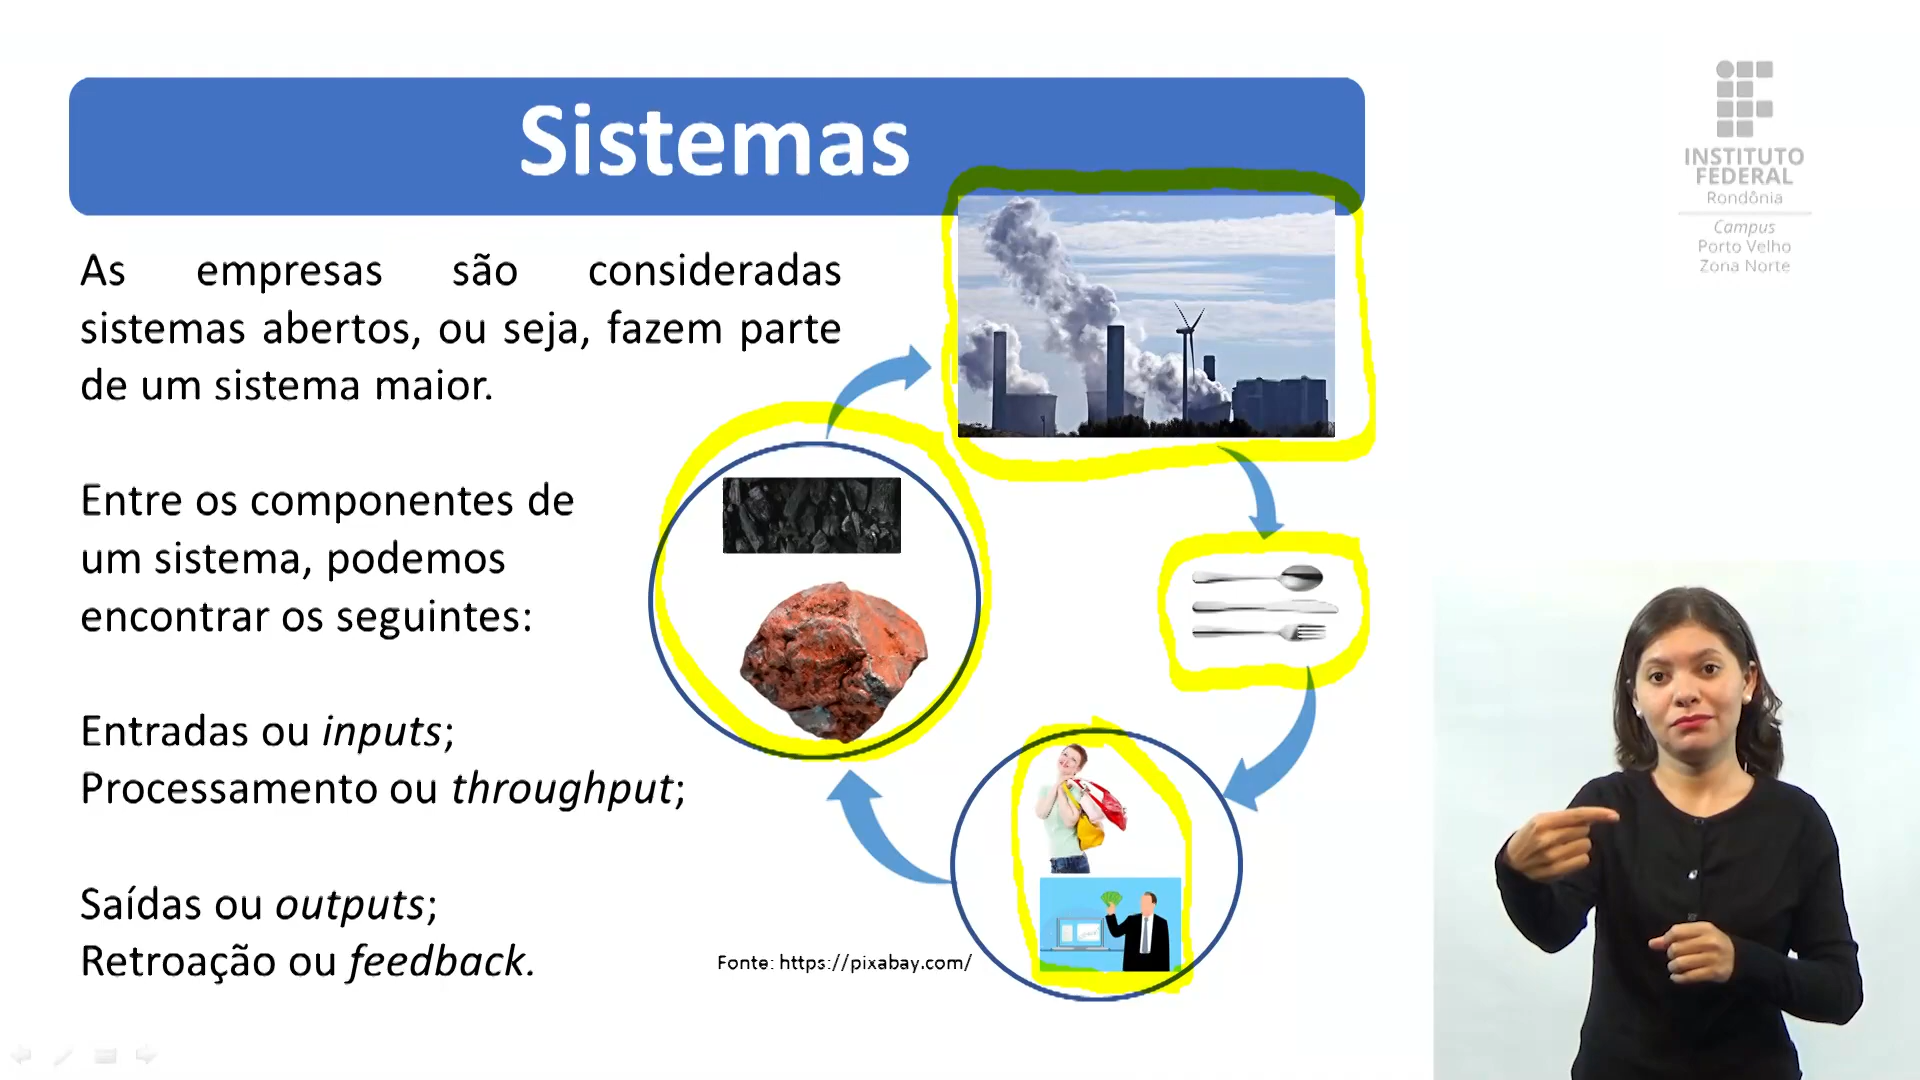 Sistemas
As empresas são consideradas
sistemas abertos, ou seja, fazem parte
de um sistema maior.
Entre os componentes de
um sistema, podemos
encontrar os seguintes:
Entradas ou inputs;
Processamento ou throughput;
Saídas ou outputs;
Retroação ou feedback.
Fonte: https://pixabay.com/
INSTITUTO
FEDERAL
Rondônia
Campus
Porto Velho
Zona Norte